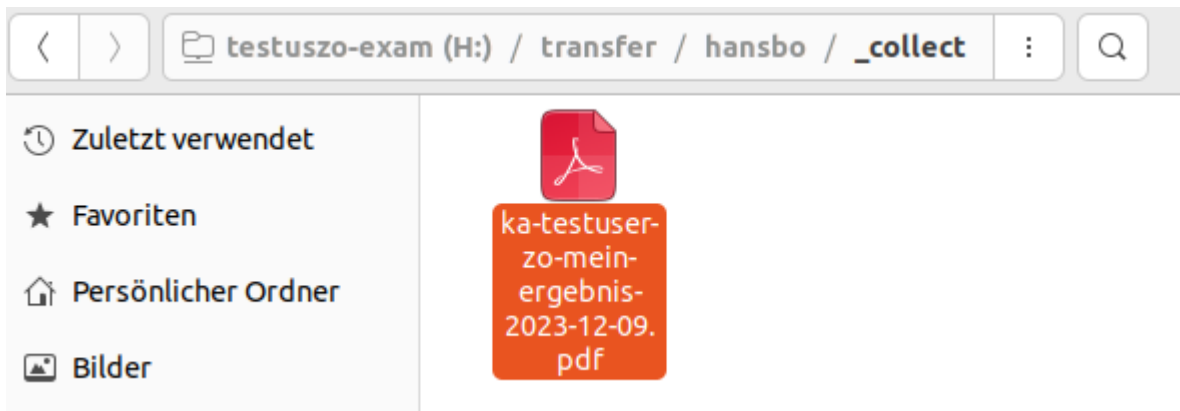 testuszo-exam (H:) / transfer / hansbo / _collect
Zuletzt verwendet
Favoriten
Persönlicher Ordner
Bilder
ka-testuser-
zo-mein-
ergebnis-
2023-12-09.
pdf